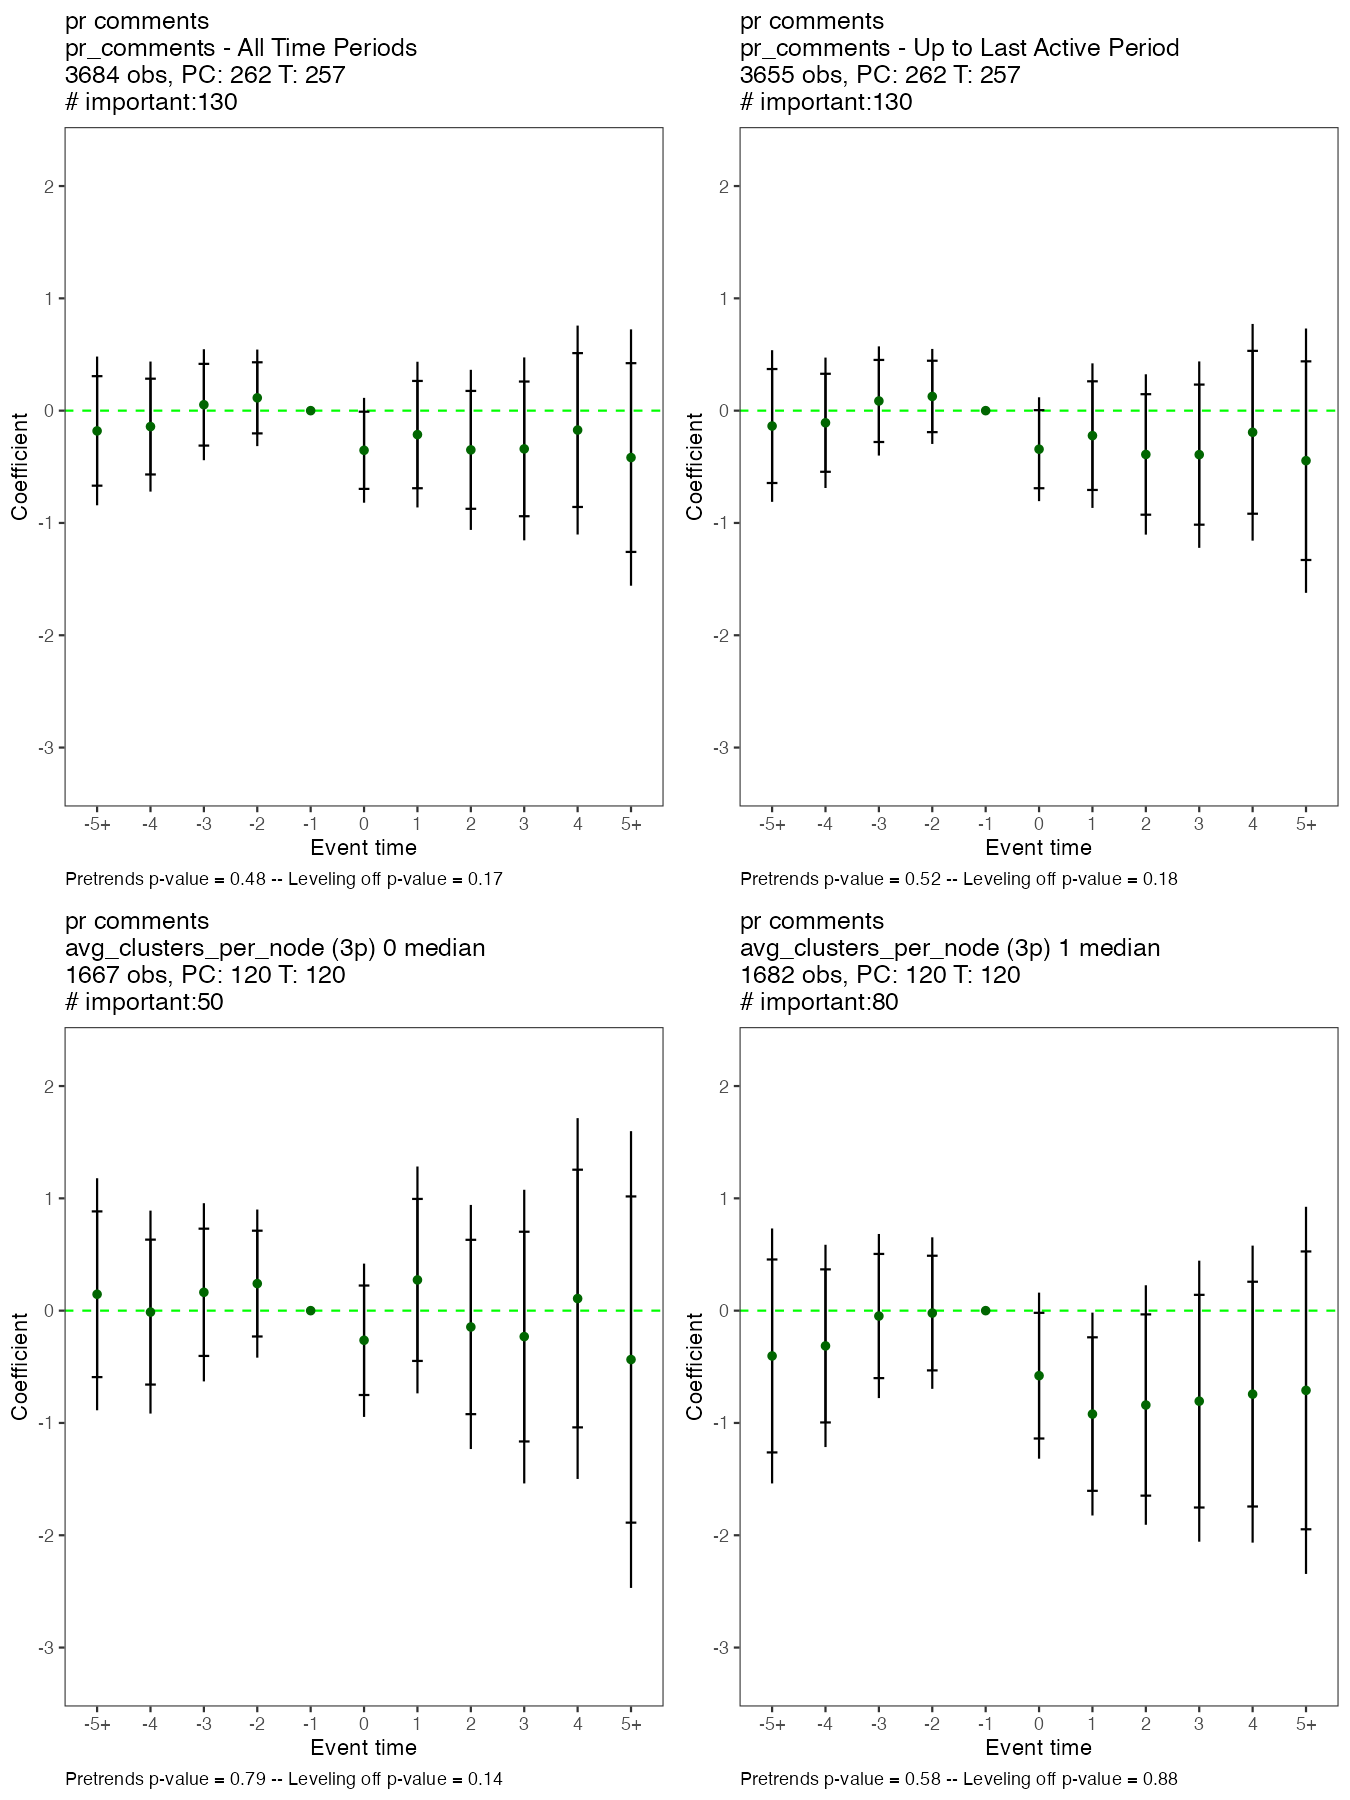 pr comments
pr_comments - All Time Periods
3684 obs, PC: 262 T: 257
# important:130
2
1
0
-1
-2
-3
Coefficient
-5+ -4 -3 -2 -1 0 1 2 3 4 5+
Event time
Pretrends p-value = 0.48 -- Leveling off p-value = 0.17
pr comments
pr_comments - Up to Last Active Period
3655 obs, PC: 262 T: 257
# important:130
2
1
0
-1
-2
-3
Coefficient
-5+ -4 -3 -2 -1 0 1 2 3 4 5+
Event time
Pretrends p-value = 0.52 -- Leveling off p-value = 0.18
pr comments
avg_clusters_per_node (3p) 0 median
1667 obs, PC: 120 T: 120
# important:50
2
1
0
-1
-2
-3
Coefficient
-5+ -4 -3 -2 -1 0 1 2 3 4 5+
Event time
Pretrends p-value = 0.79 -- Leveling off p-value = 0.14
pr comments
avg_clusters_per_node (3p) 1 median
1682 obs, PC: 120 T: 120
# important:80
2
1
0
-1
-2
-3
Coefficient
-5+ -4 -3 -2 -1 0 1 2 3 4 5+
Event time
Pretrends p-value = 0.58 -- Leveling off p-value = 0.88